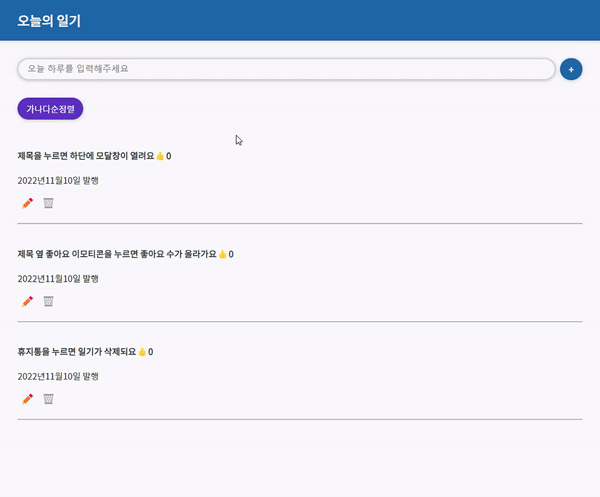 오늘의 일기
오늘 하루를 입력해주세요
+
가나다순정렬
제목을 누르면 하단에 모달창이 열려요👍0
2022년11월10일 발행
제목 옆 좋아요 이모티콘을 누르면 좋아요 수가 올라가요👍0
2022년11월10일 발행
휴지통을 누르면 일기가 삭제되요👍0
2022년11월10일 발행